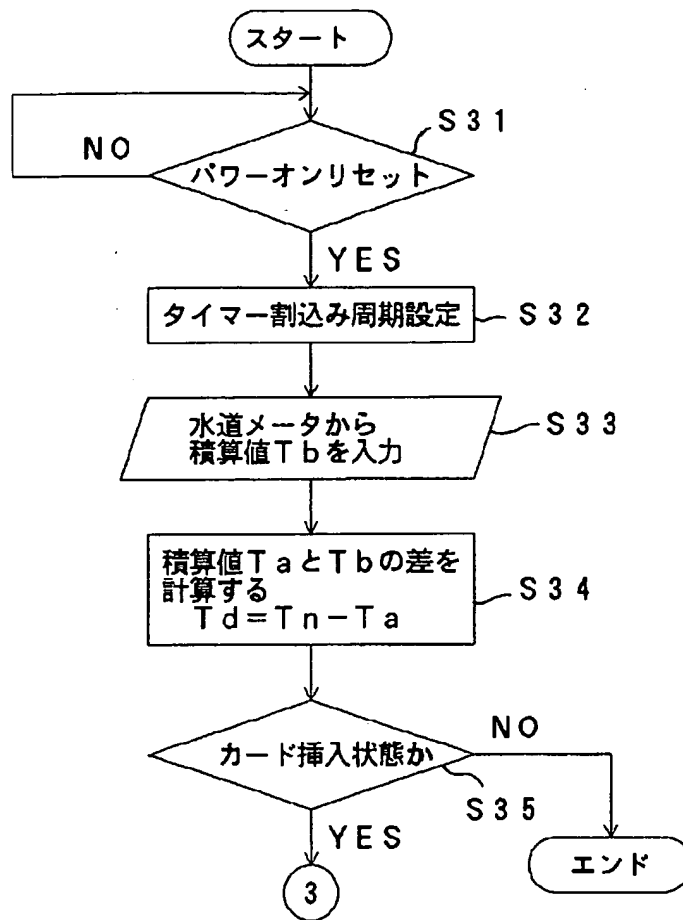 スタート
S31
NO
パワーオンリセット
YES
タイマー割込み周期設定
S32
水道メータから
積算値Tbを入力
S33
積算値TaとTbの差を
計算する
Td=Tn-Ta
S34
NO
カード挿入状態か
S35
YES
エンド
3